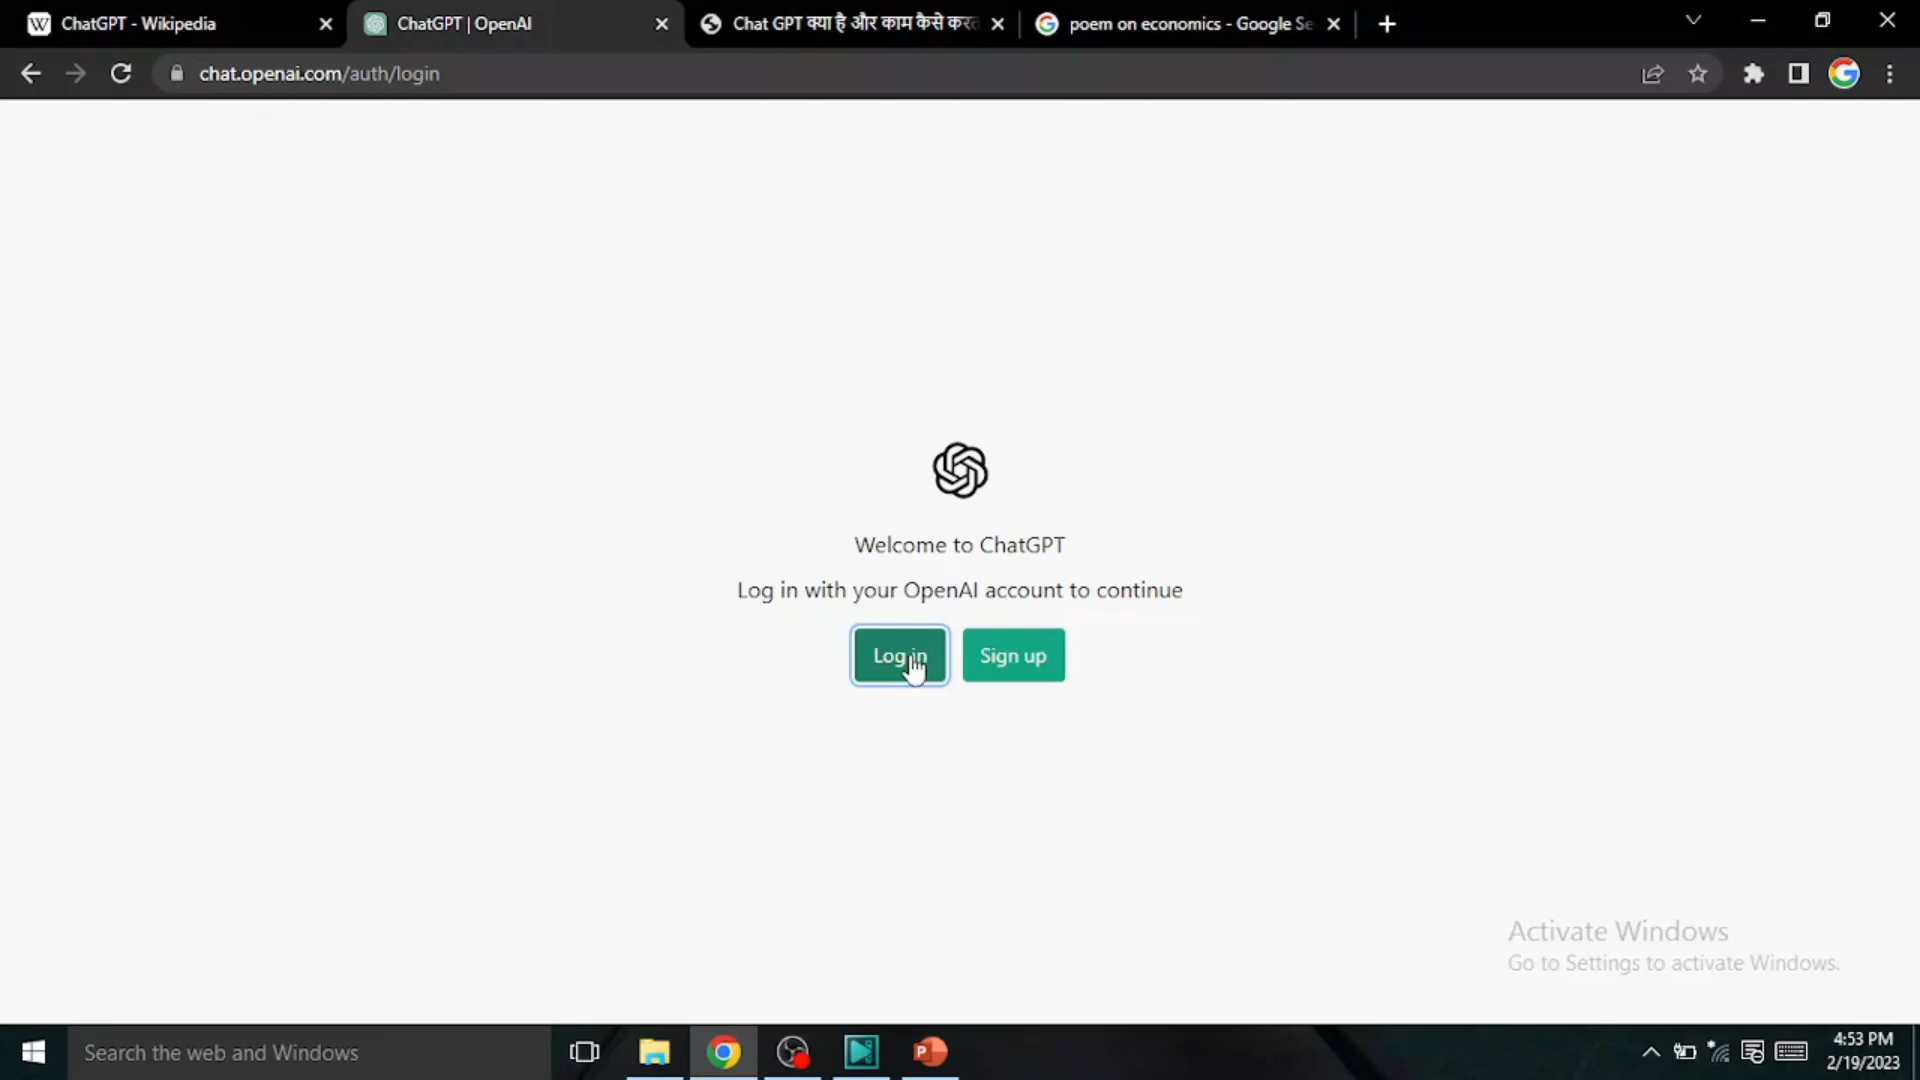 ChatGPT - Wikipedia
ChatGPT | OpenAI
Chat GPT क्या है और काम कैसे
poem on economics - Google Se
chat.openai.com/auth/login
Welcome to ChatGPT
Log in with your OpenAI account to continue
Log in
Sign up
Activate Windows
Go to Settings to activate Windows.
Search the web and Windows
4:53 PM
2/19/2023